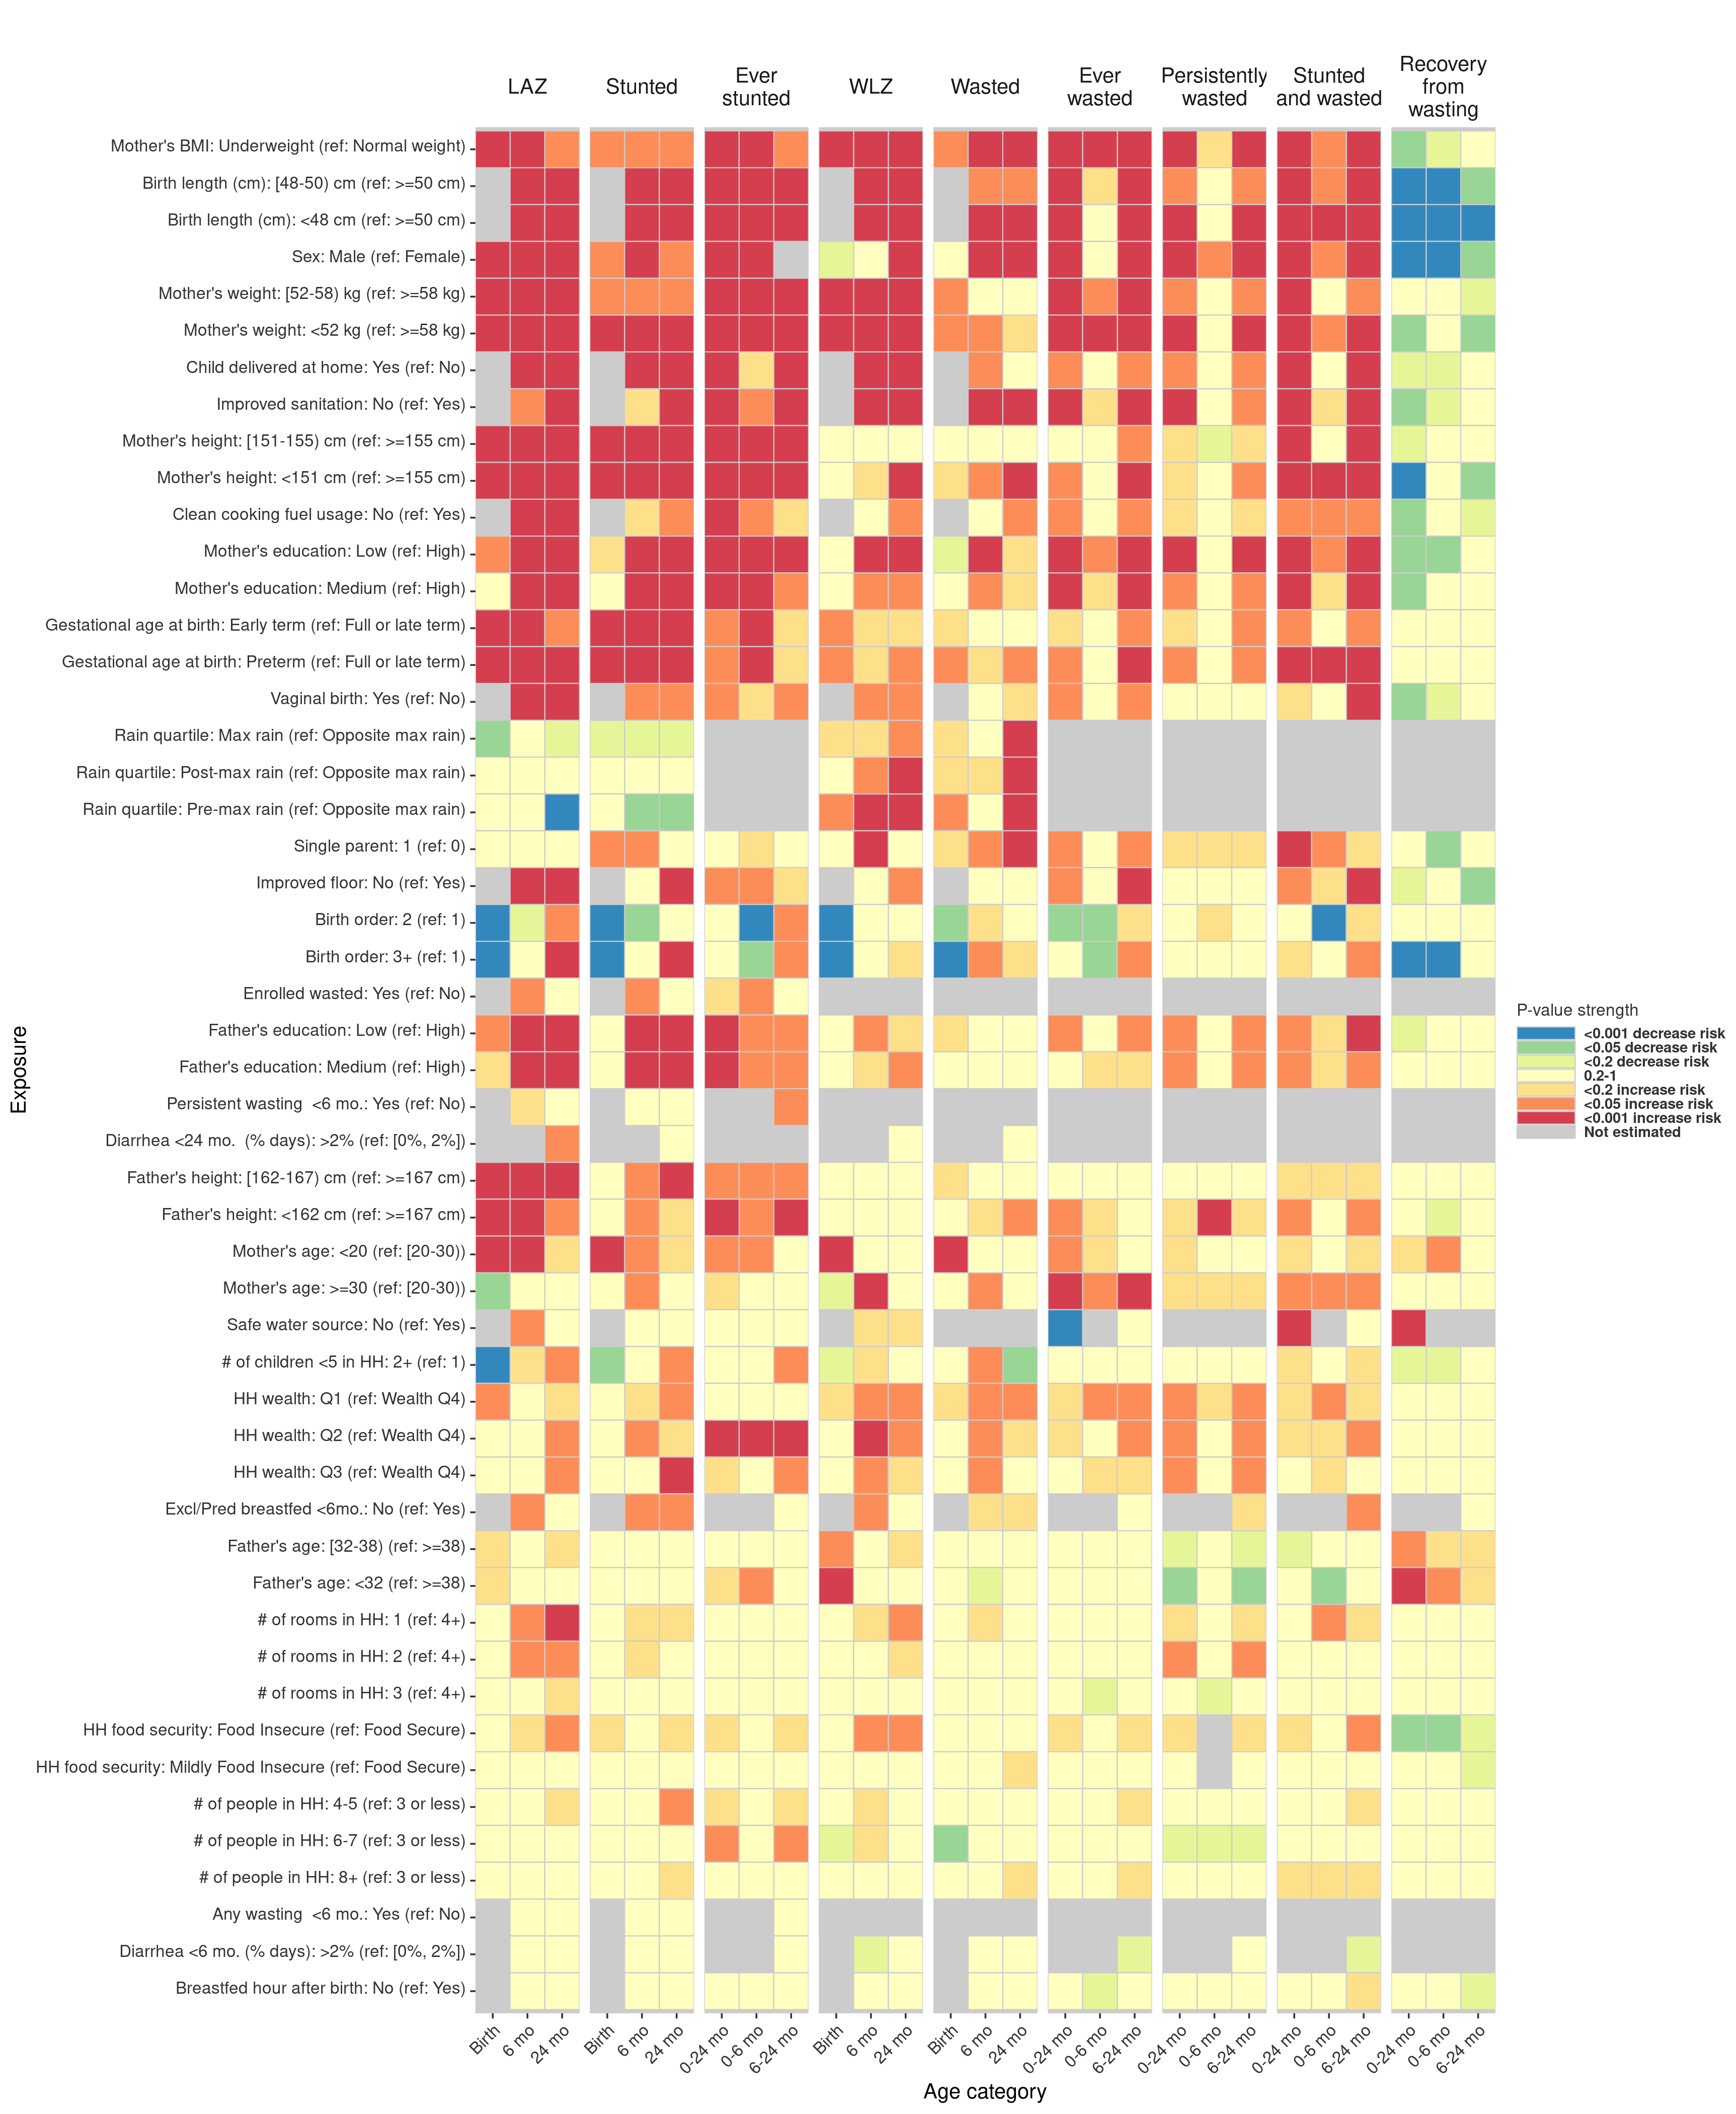 LAZ
Stunted
Ever
stunted
WLZ
Wasted
Ever
wasted
Persistently
wasted
Stunted
and wasted
Recovery
from
wasting
Mother's BMI: Underweight (ref: Normal weight)
Birth length (cm): [48-50) cm (ref: >=50 cm)
Birth length (cm): <48 cm (ref: >=50 cm)
Sex: Male (ref: Female)
Mother's weight: [52-58) kg (ref: >=58 kg)
Mother's weight: <52 kg (ref: >=58 kg)
Child delivered at home: Yes (ref: No)
Improved sanitation: No (ref: Yes)
Mother's height: [151-155) cm (ref: >=155 cm)
Mother's height: <151 cm (ref: >=155 cm)
Clean cooking fuel usage: No (ref: Yes)
Mother's education: Low (ref: High)
Mother's education: Medium (ref: High)
Gestational age at birth: Early term (ref: Full or late term)
Gestational age at birth: Preterm (ref: Full or late term)
Vaginal birth: Yes (ref: No)
Rain quartile: Max rain (ref: Opposite max rain)
Rain quartile: Post-max rain (ref: Opposite max rain)
Rain quartile: Pre-max rain (ref: Opposite max rain)
Single parent: 1 (ref: 0)
Improved floor: No (ref: Yes)
Birth order: 2 (ref: 1)
Birth order: 3+ (ref: 1)
Enrolled wasted: Yes (ref: No)
Father's education: Low (ref: High)
Father's education: Medium (ref: High)
Persistent wasting  <6 mo.: Yes (ref: No)
Diarrhea <24 mo.  (% days): >2% (ref: [0%, 2%])
Father's height: [162-167) cm (ref: >=167 cm)
Father's height: <162 cm (ref: >=167 cm)
Mother's age: <20 (ref: [20-30))
Mother's age: >=30 (ref: [20-30))
Safe water source: No (ref: Yes)
# of children <5 in HH: 2+ (ref: 1)
HH wealth: Q1 (ref: Wealth Q4)
HH wealth: Q2 (ref: Wealth Q4)
HH wealth: Q3 (ref: Wealth Q4)
Excl/Pred breastfed <6mo.: No (ref: Yes)
Father's age: [32-38) (ref: >=38)
Father's age: <32 (ref: >=38)
# of rooms in HH: 1 (ref: 4+)
# of rooms in HH: 2 (ref: 4+)
# of rooms in HH: 3 (ref: 4+)
HH food security: Food Insecure (ref: Food Secure)
HH food security: Mildly Food Insecure (ref: Food Secure)
# of people in HH: 4-5 (ref: 3 or less)
# of people in HH: 6-7 (ref: 3 or less)
# of people in HH: 8+ (ref: 3 or less)
Any wasting  <6 mo.: Yes (ref: No)
Diarrhea <6 mo. (% days): >2% (ref: [0%, 2%])
Breastfed hour after birth: No (ref: Yes)
Exposure
P-value strength
<0.001 decrease risk
<0.05 decrease risk
<0.2 decrease risk
0.2-1
<0.2 increase risk
<0.05 increase risk
<0.001 increase risk
Not estimated
Birth
6 mo
24 mo
Birth
6 mo
24 mo
0-24 mo
0-6 mo
6-24 mo
Birth
6 mo
24 mo
Birth
6 mo
24 mo
0-24 mo
0-6 mo
6-24 mo
0-24 mo
0-6 mo
6-24 mo
0-24 mo
0-6 mo
6-24 mo
0-24 mo
0-6 mo
6-24 mo
Age category